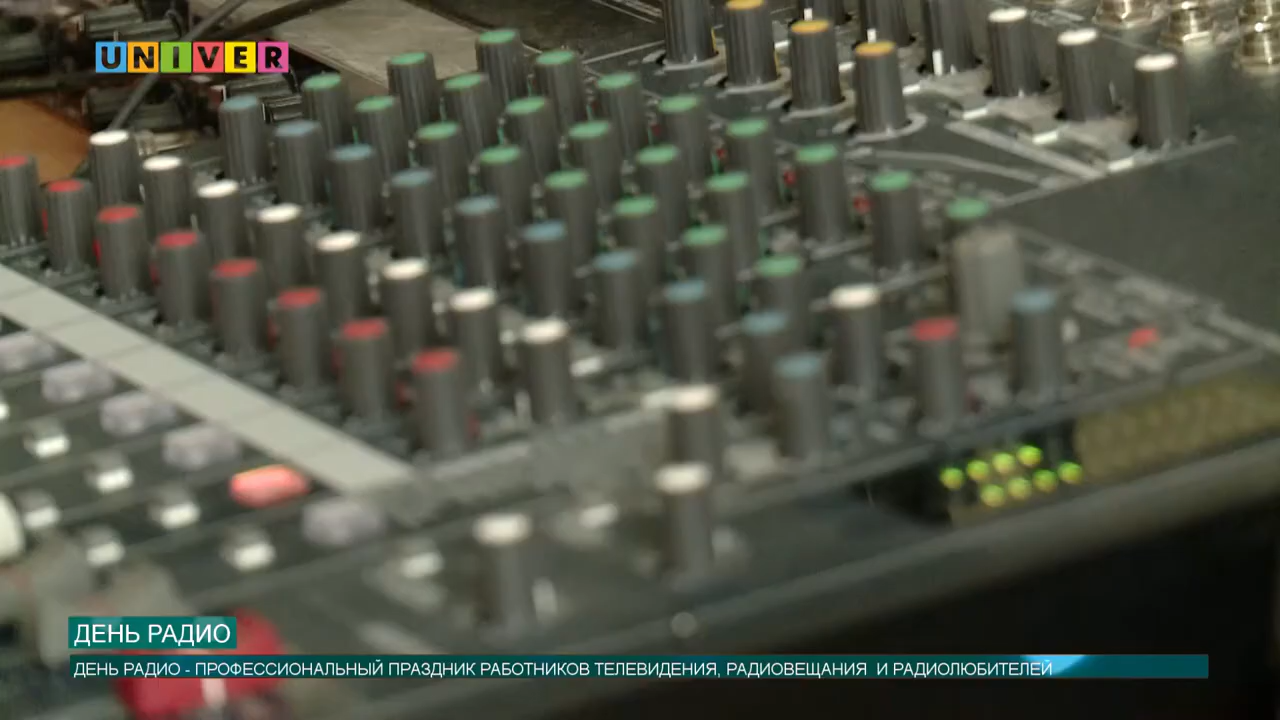 UNIVER
ДЕНЬ РАДИО
ДЕНЬ РАДИО - ПРОФЕССИОНАЛЬНЫЙ ПРАЗДНИК РАБОТНИКОВ ТЕЛЕВИДЕНИЯ, РАДИОВЕЩАНИЯ И РАДИОЛЮБИТЕЛЕЙ